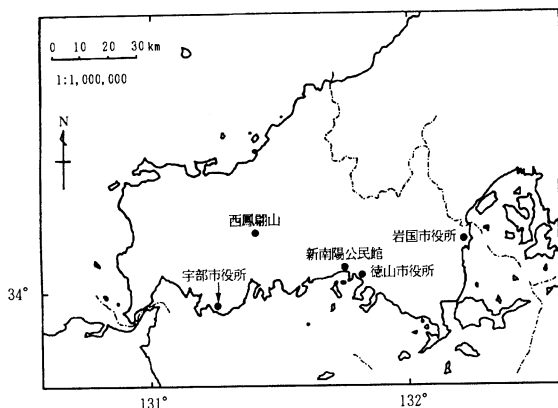 0 10 20 30 km
1:1,000,000
N
西鳳翩山
岩国市役所
新南陽公民館
徳山市役所
宇部市役所
34°
131°
132°